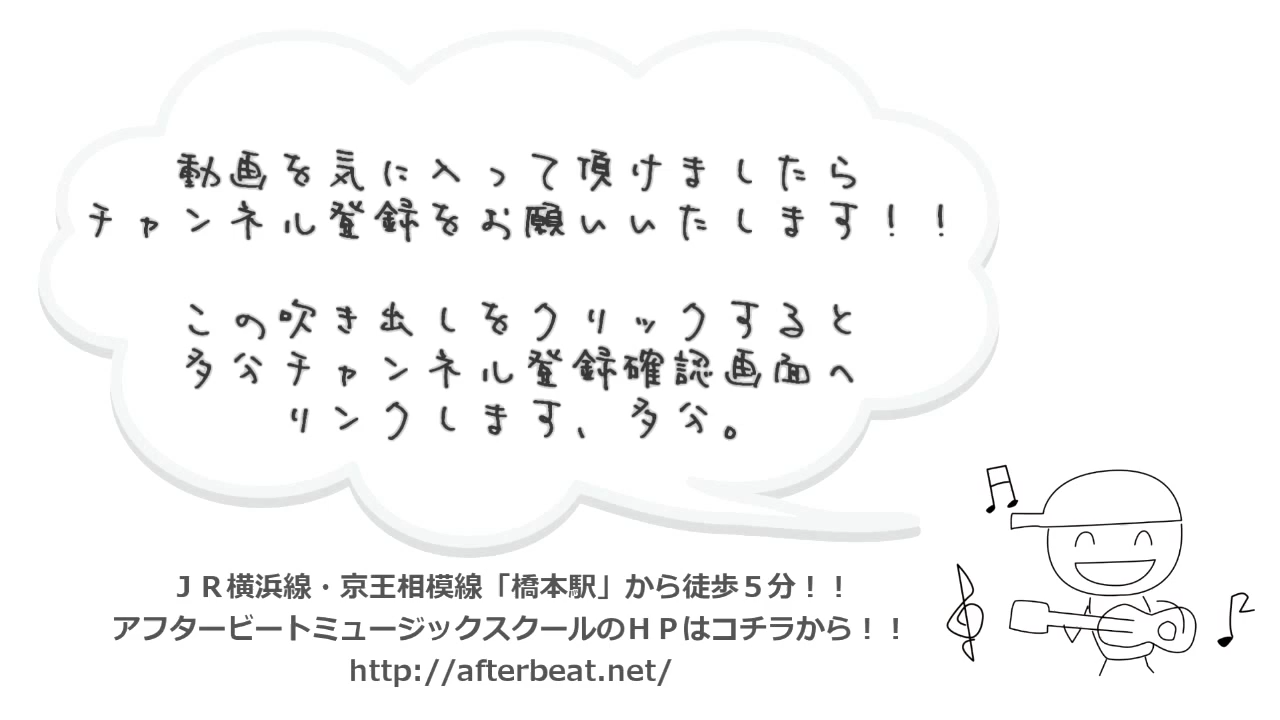 動画を気に入って頂けましたら
チャンネル登録をお願いいたします！！
この吹き出しをクリックすると
多分チャンネル登録確認画面へ
リンクします、多分。
ＪＲ横浜線・京王相模線「橋本駅」から徒歩５分！！
アフタービートミュージックスクールのＨＰはコチラから！！
http://afterbeat.net/